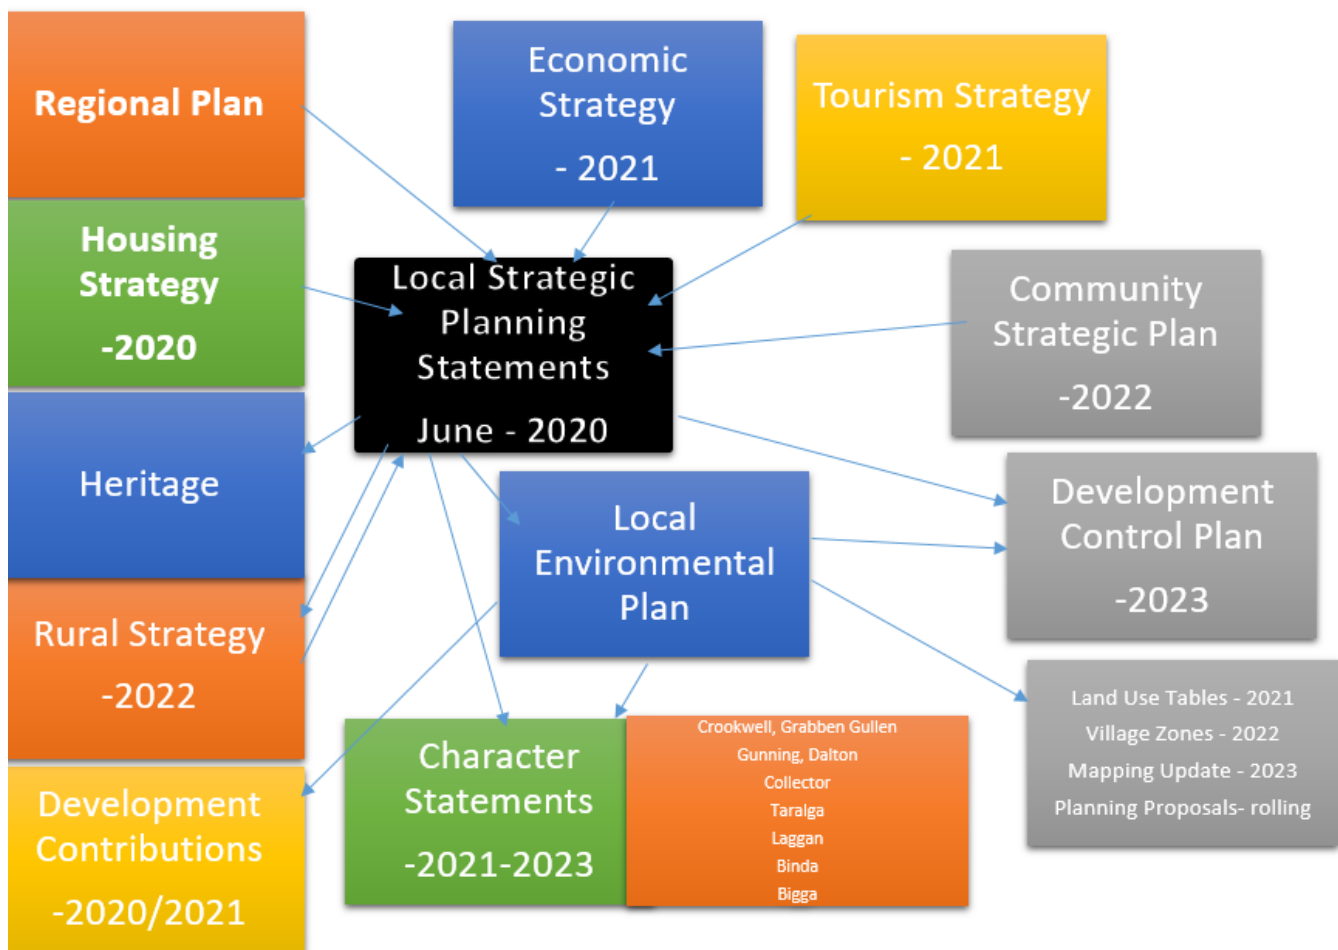 Regional Plan
Housing
Strategy
-2020
Heritage
Rural Strategy
-2022
Development
Contributions
-2020/2021
Economic
Strategy
- 2021
Tourism Strategy
- 2021
Local Strategic
Planning
Statements
June - 2020
Community
Strategic Plan
-2022
Local
Environmental
Plan
Development
Control Plan
-2023
Character
Statements
-2021-2023
Crookwell, Grabben Gullen
Gunning, Dalton
Collector
Taralga
Laggan
Binda
Bigga
Land Use Tables - 2021
Village Zones - 2022
Mapping Update - 2023
Planning Proposals- rolling